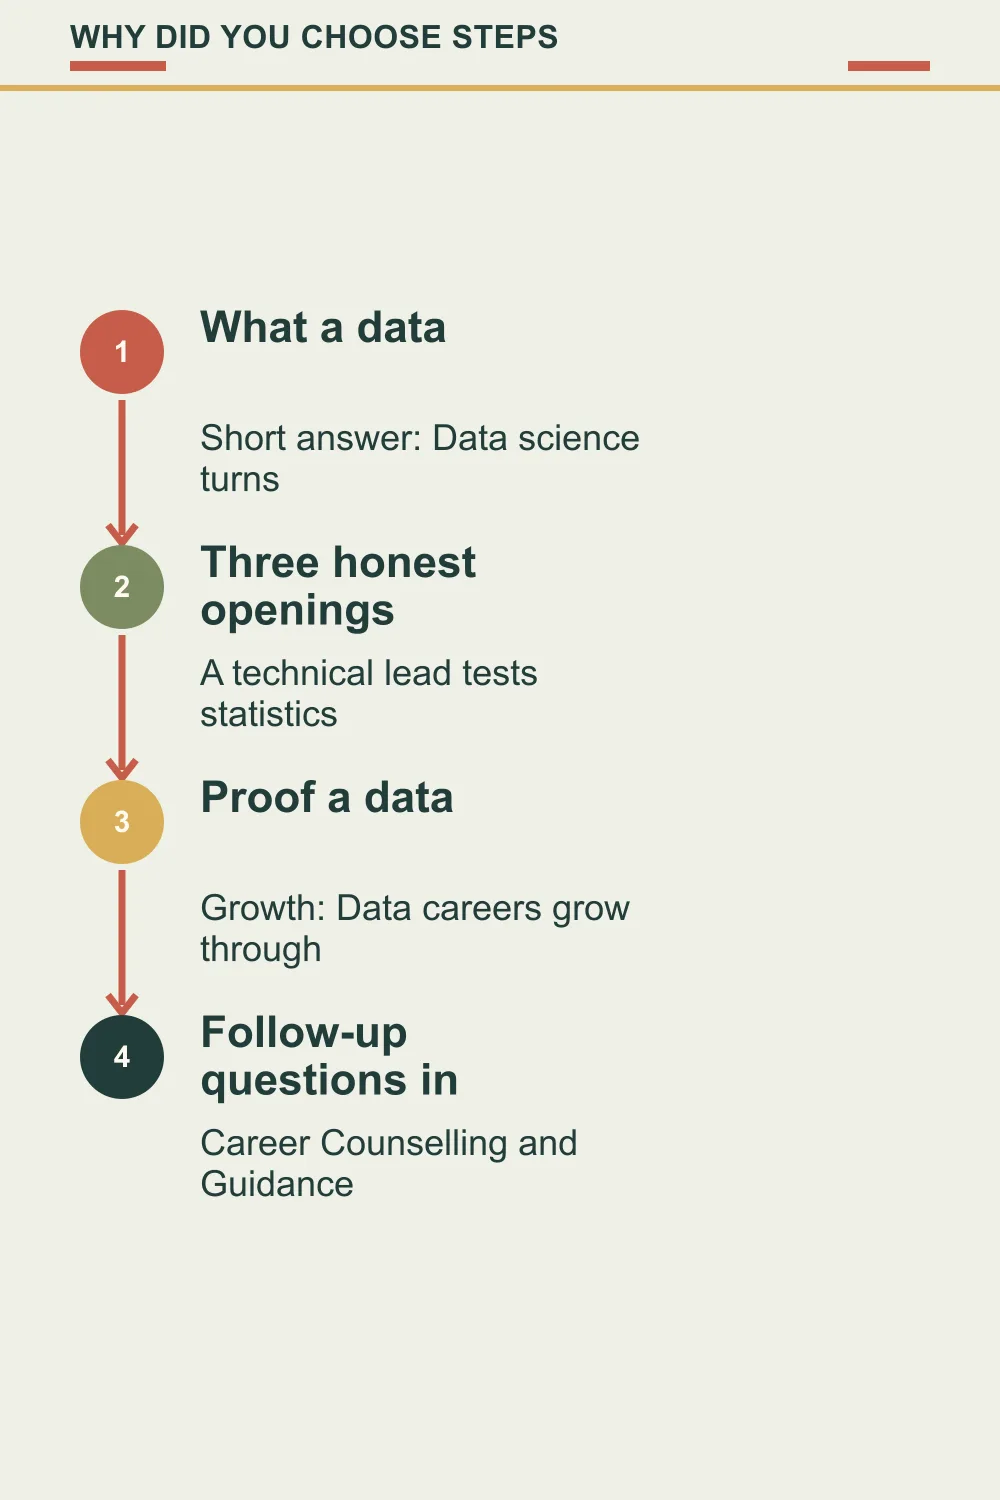 WHY DID YOU CHOOSE STEPS
1
What a data
Short answer: Data science
turns
2
Three honest
openings
A technical lead tests
statistics
3
Proof a data
Growth: Data careers grow
through
4
Follow-up
questions in
Career Counselling and
Guidance